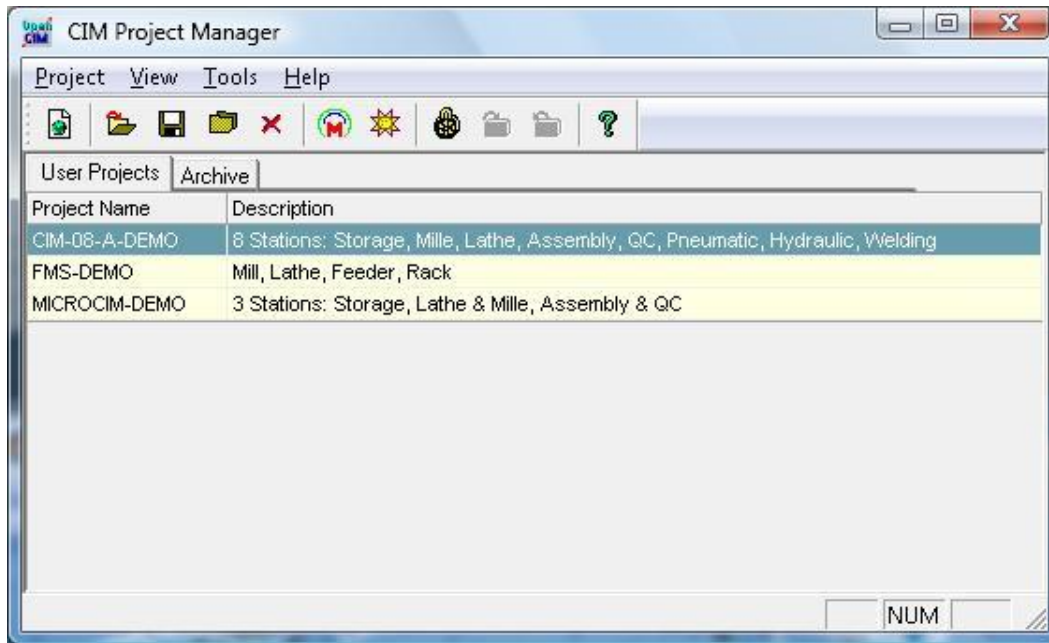 CIM Project Manager
Project View Tools Help
User Projects Archive
Project Name Description
CIM-08-A-DEMO 8 Stations: Storage, Mille, Lathe, Assembly, QC, Pneumatic, Hydraulic, Welding
FMS-DEMO Mill, Lathe, Feeder, Rack
MICROCIM-DEMO 3 Stations: Storage, Lathe & Mille, Assembly & QC
NUM